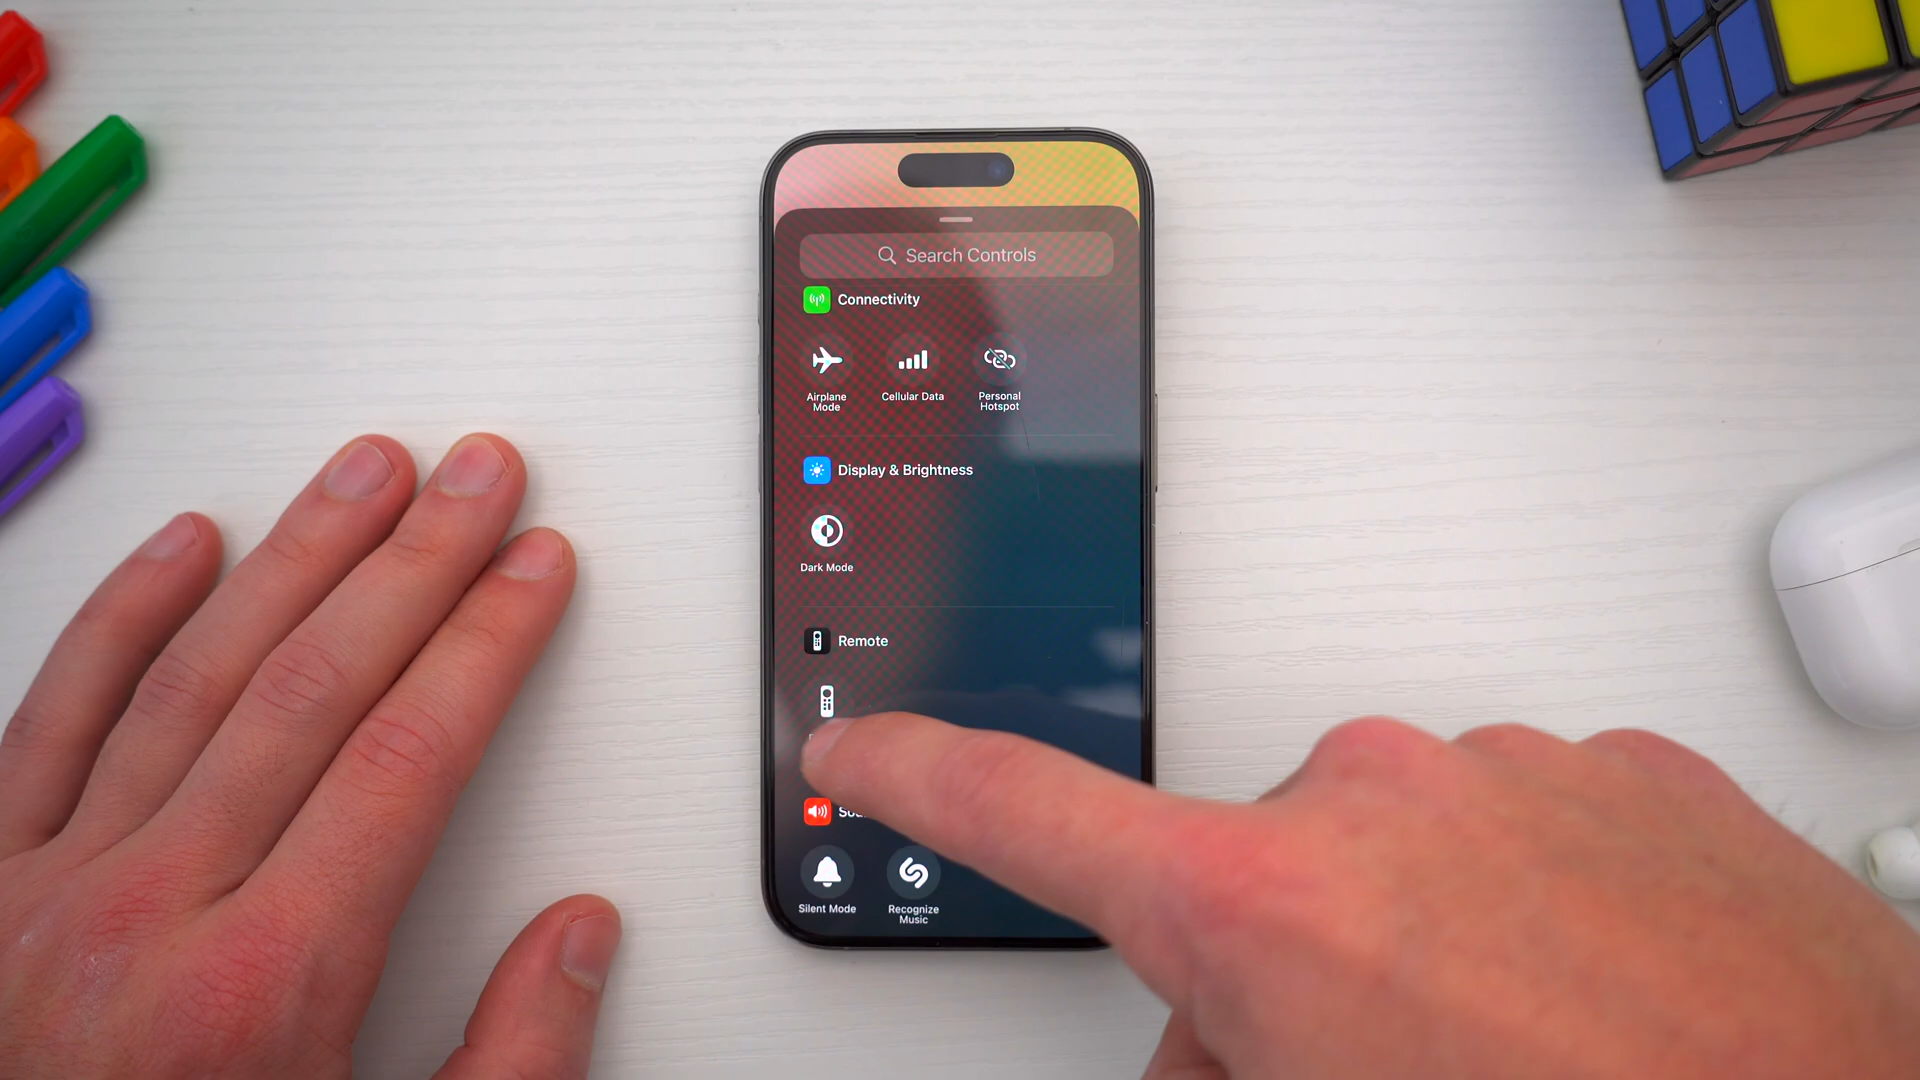 Search Controls
Connectivity
Airplane
Mode
Cellular Data
Personal
Hotspot
Display & Brightness
Dark Mode
Remote
Silent Mode
Recognize
Music